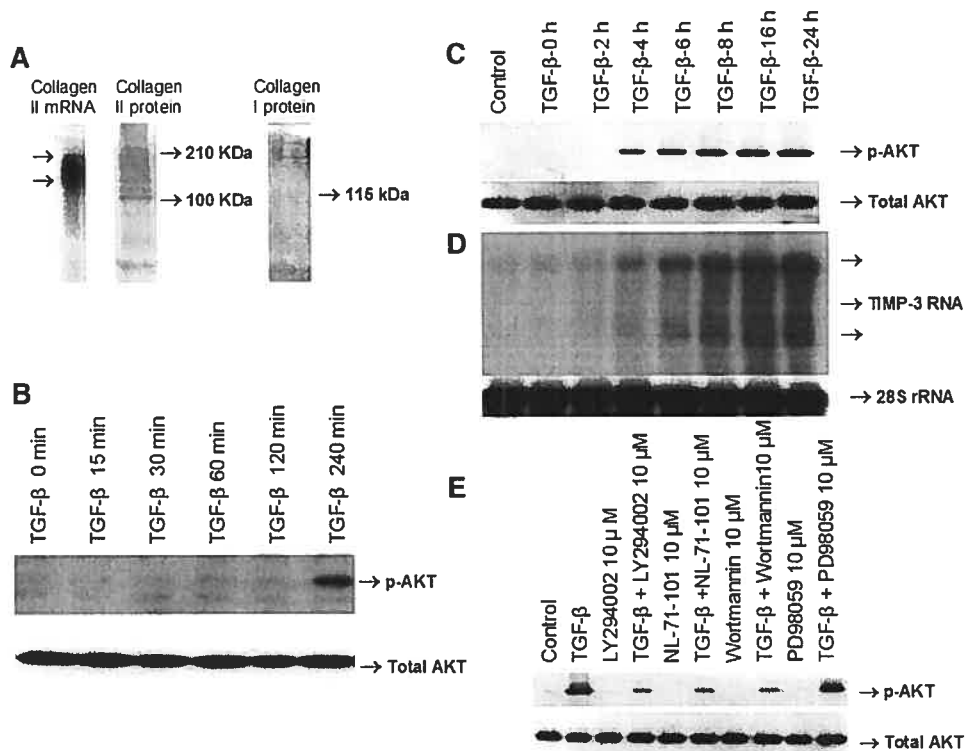 A
Collagen
II mRNA
Collagen
II protein
Collagen
I protein
→ 210 KDa
→ 100 KDa
→ 115 kDa
B
TGF-β 0 min
TGF-β 15 min
TGF-β 30 min
TGF-β 60 min
TGF-β 120 min
TGF-β 240 min
→ p-AKT
→ Total AKT
C
Control
TGF-β-0 h
TGF-β-2 h
TGF-β-4 h
TGF-β-6 h
TGF-β-8 h
TGF-β-16 h
TGF-β-24 h
→ p-AKT
→ Total AKT
D
→ TIMP-3 RNA
→ 28S rRNA
E
Control
TGF-β
LY294002 10 µM
TGF-β + LY294002 10 µM
NL-71-101 10 µM
TGF-β +NL-71-101 10 µM
Wortmannin 10 µM
TGF-β + Wortmannin10 µM
PD98059 10 µM
TGF-β + PD98059 10 µM
→ p-AKT
→ Total AKT